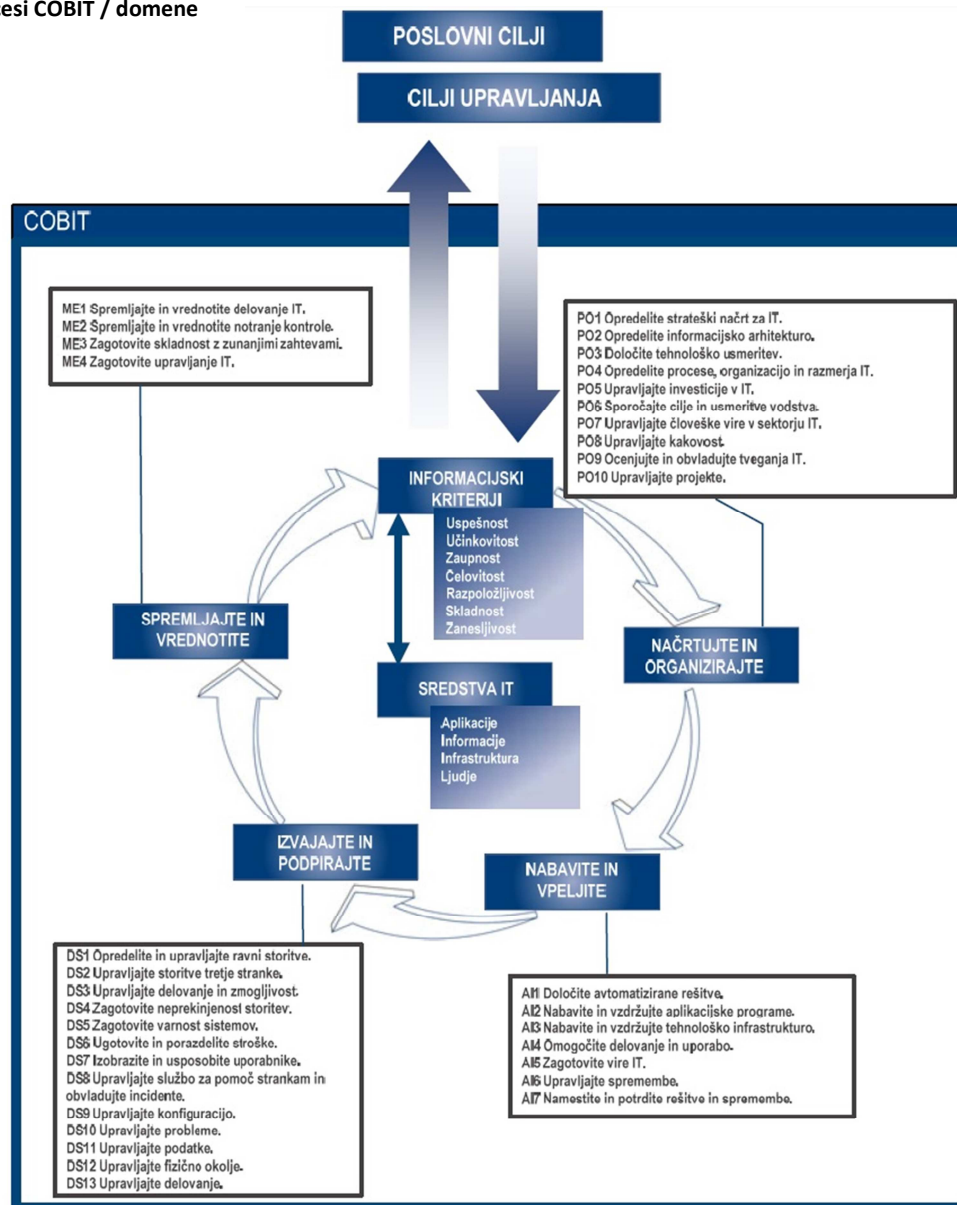 COBIT / domene
POSLOVNI CILJI
CILJI UPRAVLJANJA
COBIT
ME1 Spremljajte in vrednotite delovanje IT.
ME2 Spremljajte in vrednotite notranje kontrole.
ME3 Zagotovite skladnost z zunanjimi zahtevami.
ME4 Zagotovite upravljanje IT.
PO1 Opredelite strateški načrt za IT.
PO2 Opredelite informacijsko arhitekturo.
PO3 Določite tehnološko usmeritev.
PO4 Opredelite procese, organizacijo in razmerja IT.
PO5 Upravljajte investicije v IT.
PO6 Sporočajte cilje in usmeritve vodstva.
PO7 Upravljajte človeške vire v sektorju IT.
PO8 Upravljajte kakovost.
PO9 Ocenjujte in obvladujte tveganja IT.
PO10 Upravljajte projekte.
INFORMACIJSKI
KRITERIJI
Uspešnost
Učinkovitost
Zaupnost
Celovitost
Razpoložljivost
Skladnost
Zanesljivost
SPREMLJAJTE IN
VREDNOTITE
NAČRTUJTE IN
ORGANIZIRAJTE
SREDSTVA IT
Aplikacije
Informacije
Infrastruktura
Ljudje
IZVAJAJTE IN
PODPIRAJTE
NABAVITE IN
VPELJITE
DS1 Opredelite in upravljajte ravni storitve.
DS2 Upravljajte storitve tretje stranke.
DS3 Upravljajte delovanje in zmogljivost.
DS4 Zagotovite neprekinjenost storitev.
DS5 Zagotovite varnost sistemov.
DS6 Ugotovite in porazdelite stroške.
DS7 Izobrazite in usposobite uporabnike.
DS8 Upravljajte službo za pomoč strankam in
obvladujte incidente.
DS9 Upravljajte konfiguracijo.
DS10 Upravljajte probleme.
DS11 Upravljajte podatke.
DS12 Upravljajte fizično okolje.
DS13 Upravljajte delovanje.
AI1 Določite avtomatizirane rešitve.
AI2 Nabavite in vzdržujte aplikacijske programe.
AI3 Nabavite in vzdržujte tehnološko infrastrukturo.
AI4 Omogočite delovanje in uporabo.
AI5 Zagotovite vire IT.
AI6 Upravljajte spremembe.
AI7 Namestite in potrdite rešitve in spremembe.